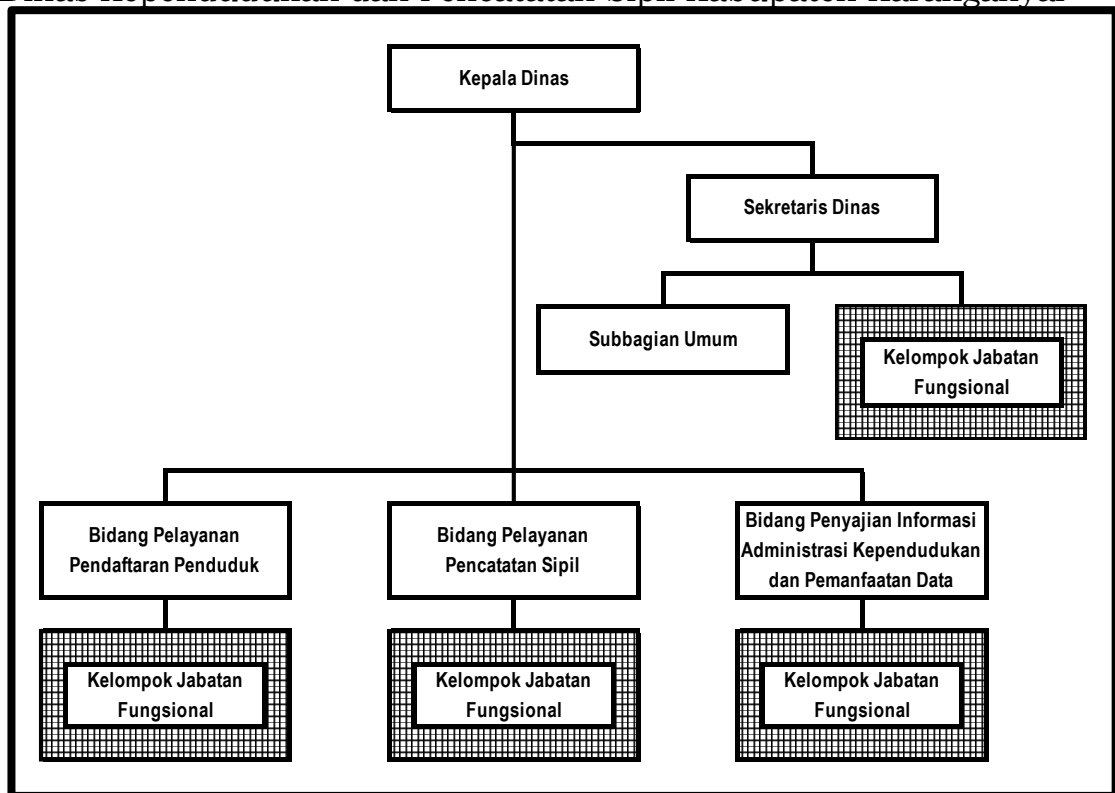 Dinas Kependudukan dan Pencatatan Sipil Kabupaten Karanganyar
Kepala Dinas
Sekretaris Dinas
Subbagian Umum
Kelompok Jabatan
Fungsional
Bidang Pelayanan
Pendaftaran Penduduk
Bidang Pelayanan
Pencatatan Sipil
Bidang Penyajian Informasi
Administrasi Kependudukan
dan Pemanfaatan Data
Kelompok Jabatan
Fungsional
Kelompok Jabatan
Fungsional
Kelompok Jabatan
Fungsional